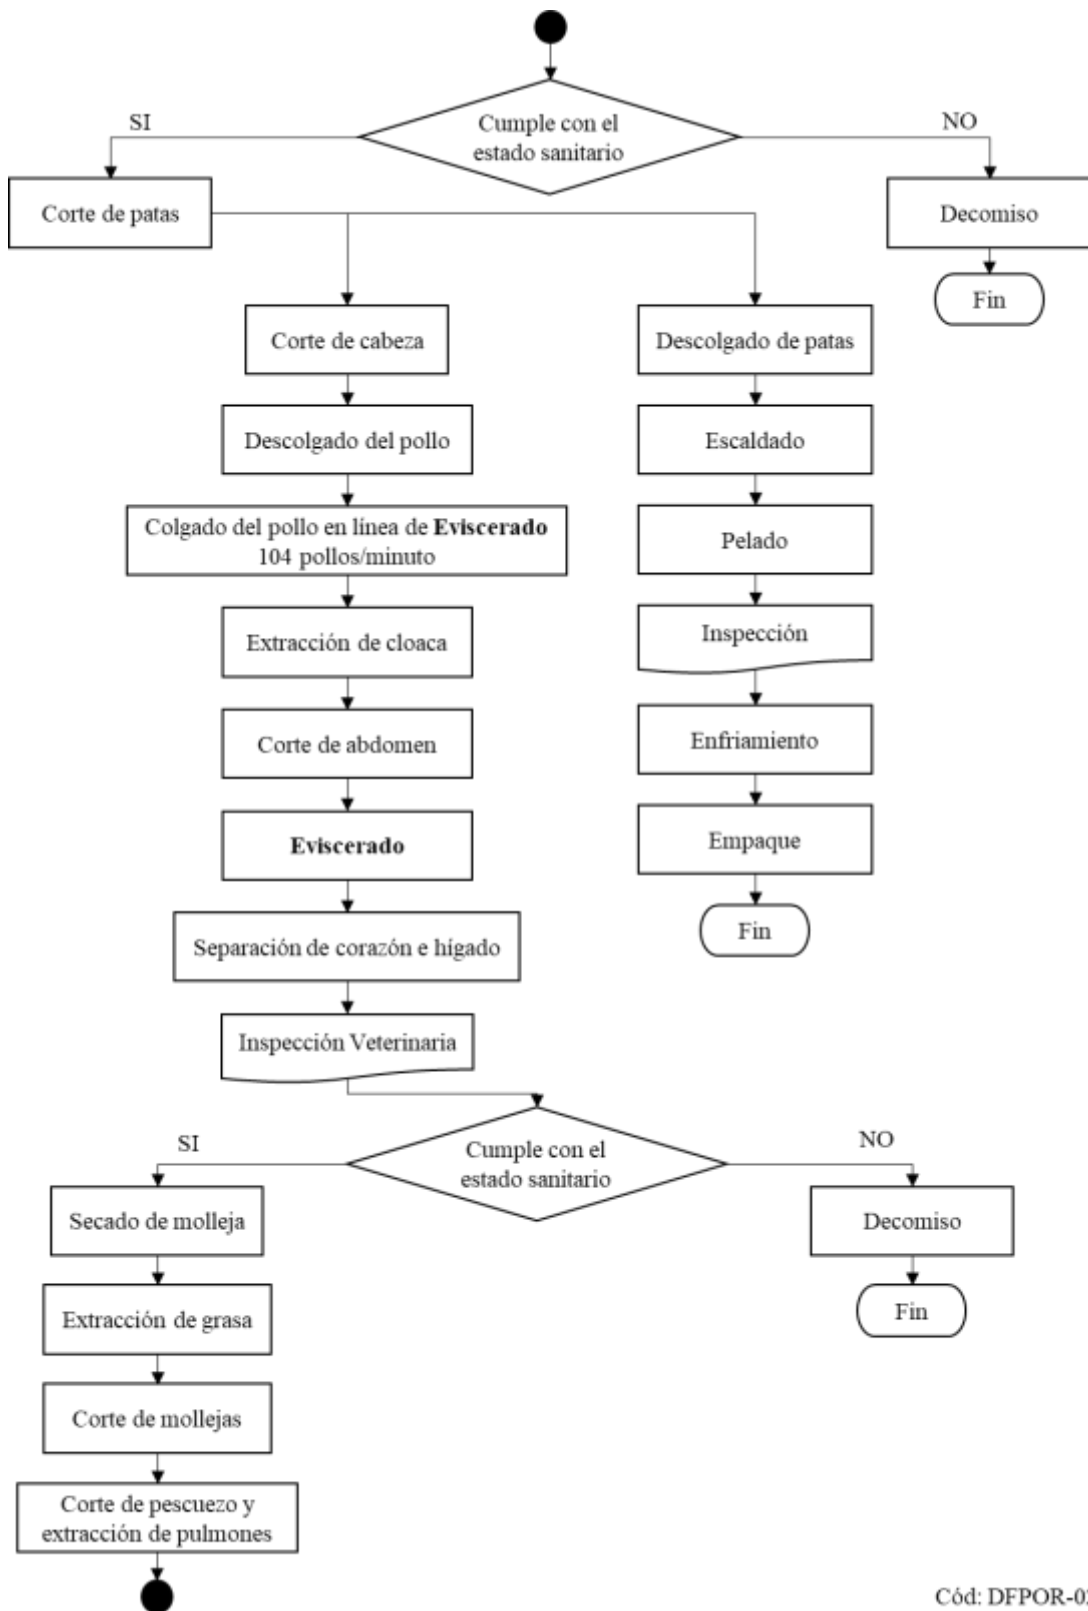 Cumple con el
estado sanitario
SI
NO
Corte de patas
Decomiso
Fin
Corte de cabeza
Descolgado de patas
Descolgado del pollo
Escaldado
Colgado del pollo en línea de Eviscerado
104 pollos/minuto
Pelado
Extracción de cloaca
Inspección
Corte de abdomen
Enfriamiento
Eviscerado
Empaque
Separación de corazón e hígado
Fin
Inspección Veterinaria
Cumple con el
estado sanitario
SI
NO
Secado de molleja
Decomiso
Extracción de grasa
Fin
Corte de mollejas
Corte de pescuezo y
extracción de pulmones
Cód: DFPOR-0